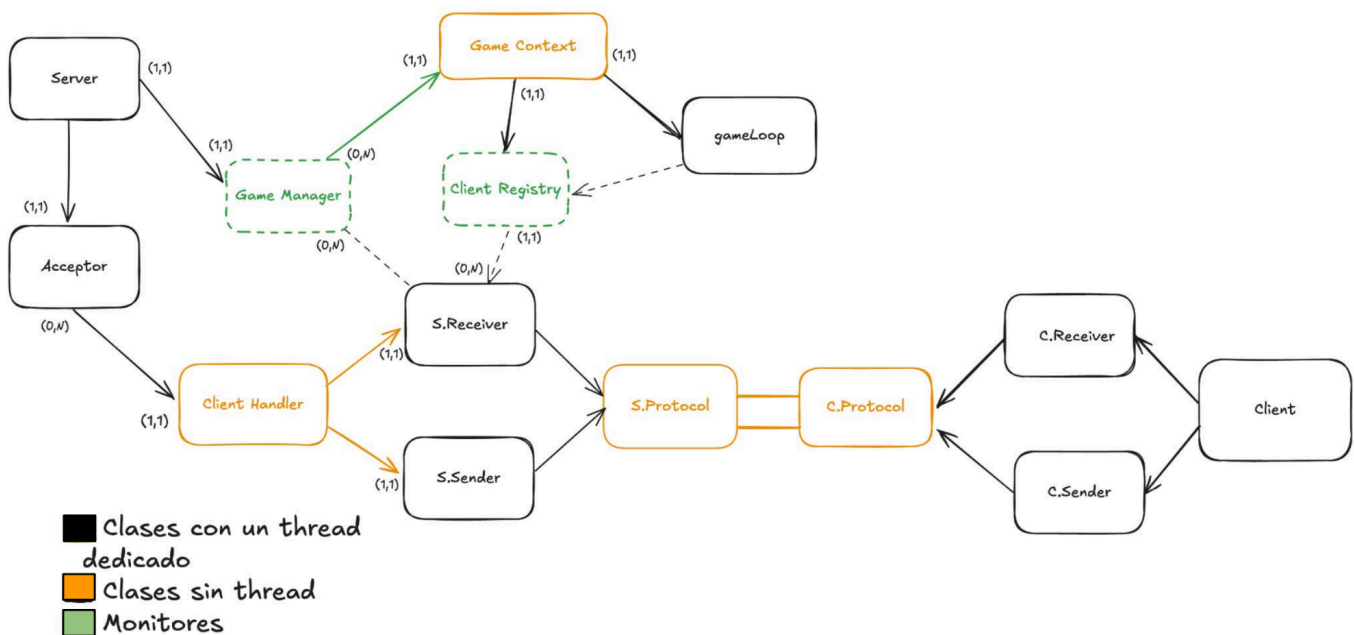 Game Context
(1,1)
(1,1)
(1,1)
Server
(1,1)
(1,1)
gameLoop
(1,1)
(0,N)
Game Manager
Client Registry
(1,1)
(0,N)
(1,1)
Acceptor
(0,N)
(0,N)
S.Receiver
C.Receiver
(1,1)
Client Handler
S.Protocol
C.Protocol
Client
(1,1)
S.Sender
(1,1)
C.Sender
Clases con un thread
dedicado
Clases sin thread
Monitores